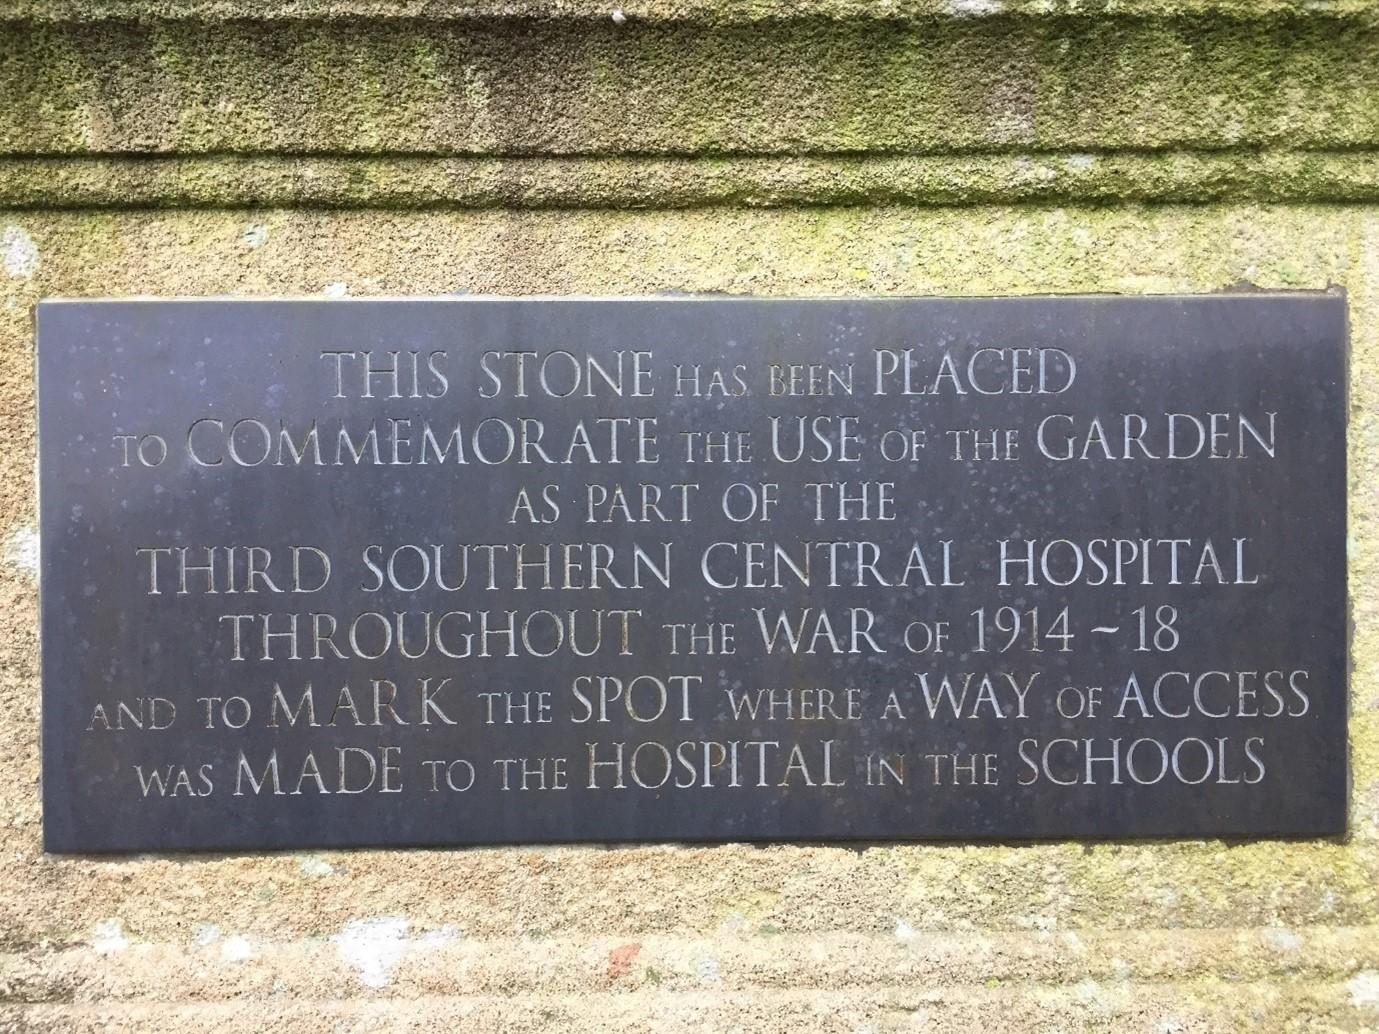 THIS STONE HAS BEEN PLACED
TO COMMEMORATE THE USE OF THE GARDEN
AS PART OF THE
THIRD SOUTHERN CENTRAL HOSPITAL
THROUGHOUT THE WAR OF 1914 ~ 18
AND TO MARK THE SPOT WHERE A WAY OF ACCESS
WAS MADE TO THE HOSPITAL IN THE SCHOOLS